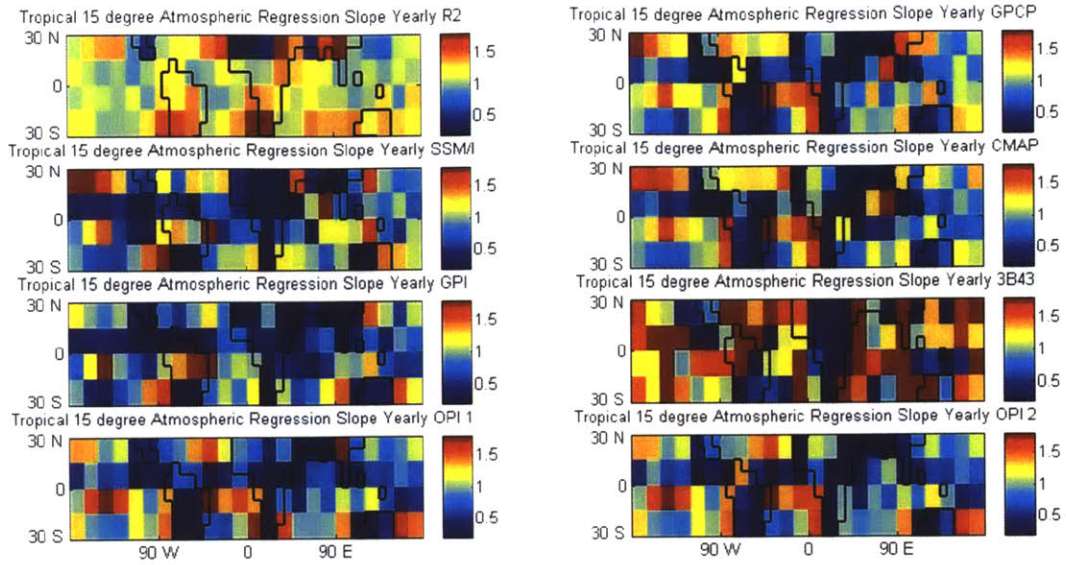 Tropical 15 degree Atmospheric Regression Slope Yearly R2
30 N
0
30 S
1.5
1
0.5
Tropical 15 degree Atmospheric Regression Slope Yearly SSM/I
30 N
0
30 S
1.5
1
0.5
Tropical 15 degree Atmospheric Regression Slope Yearly GPI
30 N
0
30 S
1.5
1
0.5
Tropical 15 degree Atmospheric Regression Slope Yearly OPI 1
30 N
0
30 S
90 W 0 90 E
1.5
1
0.5
Tropical 15 degree Atmospheric Regression Slope Yearly GPCP
30 N
0
30 S
1.5
1
0.5
Tropical 15 degree Atmospheric Regression Slope Yearly CMAP
30 N
0
30 S
1.5
1
0.5
Tropical 15 degree Atmospheric Regression Slope Yearly 3B43
30 N
0
30 S
1.5
1
0.5
Tropical 15 degree Atmospheric Regression Slope Yearly OPI 2
30 N
0
30 S
90 W 0 90 E
1.5
1
0.5